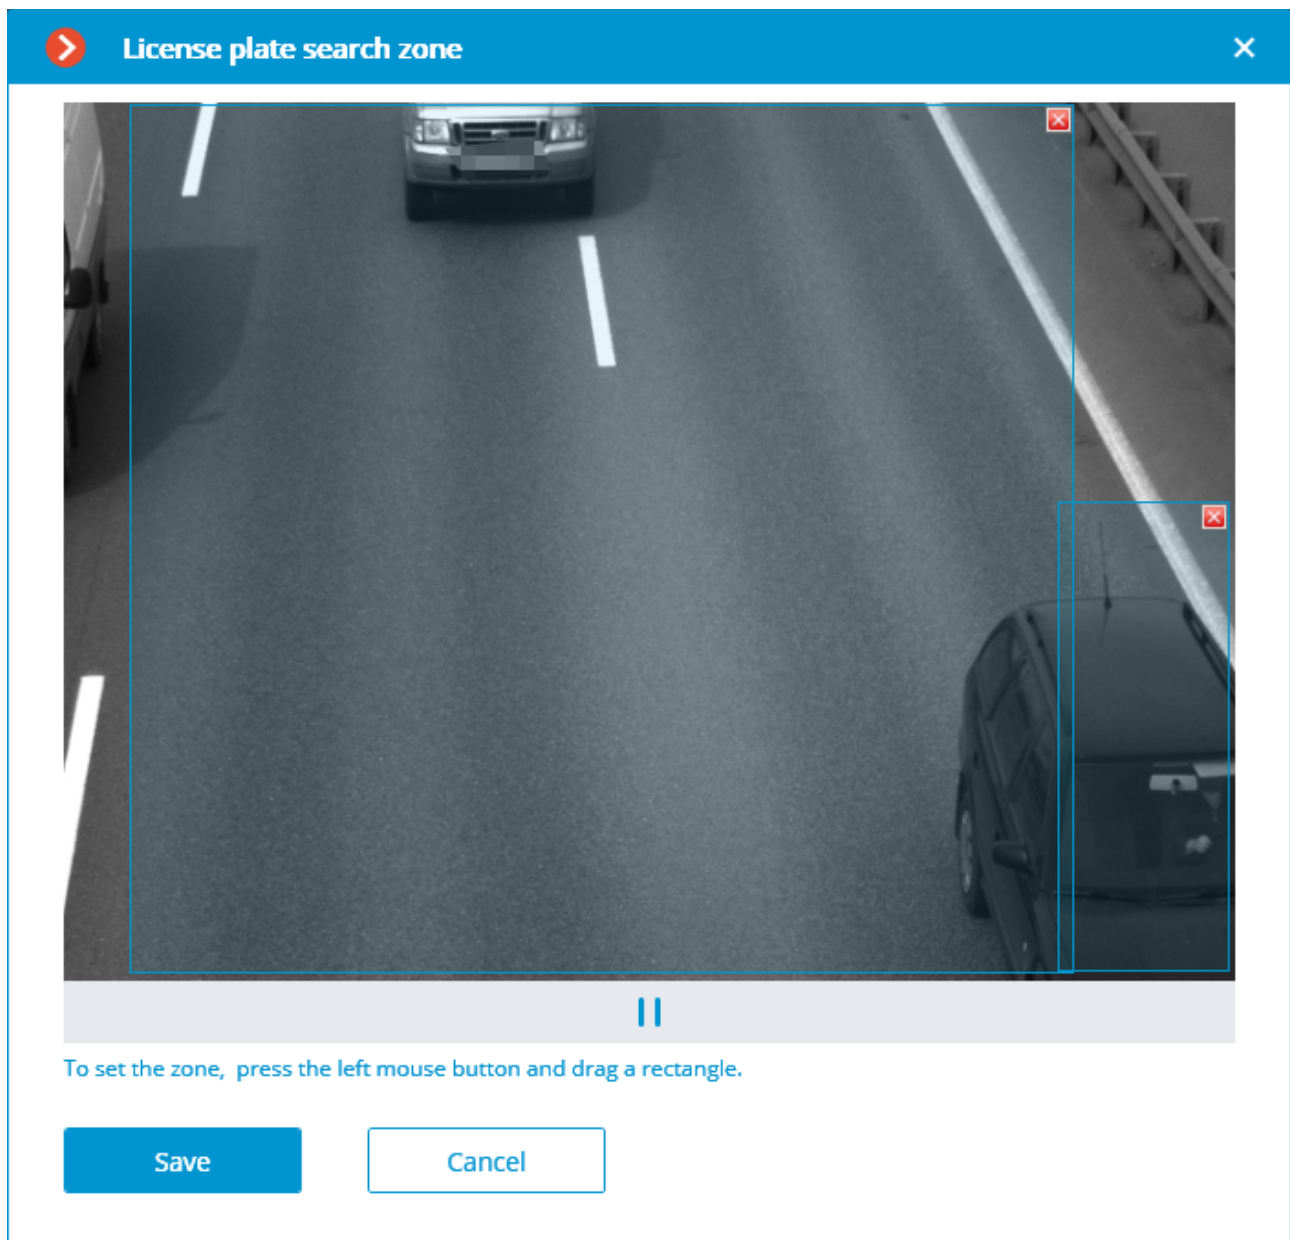 License plate search zone
To set the zone, press the left mouse button and drag a rectangle.
Save
Cancel